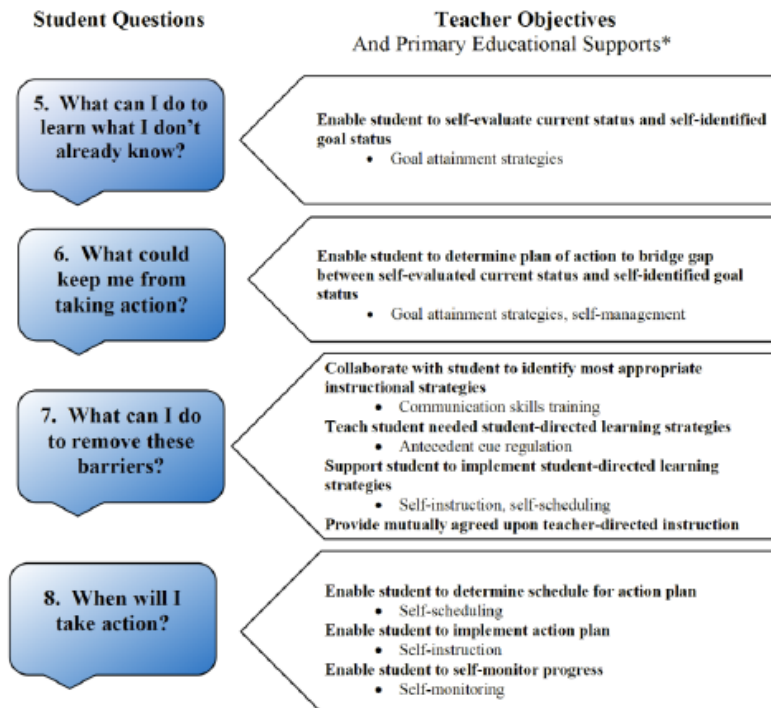 Student Questions
Teacher Objectives
And Primary Educational Supports*
5. What can I do to
learn what I don't
already know?
Enable student to self-evaluate current status and self-identified
goal status
• Goal attainment strategies
6. What could
keep me from
taking action?
Enable student to determine plan of action to bridge gap
between self-evaluated current status and self-identified goal
status
• Goal attainment strategies, self-management
7. What can I do
to remove these
barriers?
Collaborate with student to identify most appropriate
instructional strategies
• Communication skills training
Teach student needed student-directed learning strategies
• Antecedent cue regulation
Support student to implement student-directed learning
strategies
• Self-instruction, self-scheduling
Provide mutually agreed upon teacher-directed instruction
8. When will I
take action?
Enable student to determine schedule for action plan
• Self-scheduling
Enable student to implement action plan
• Self-instruction
Enable student to self-monitor progress
• Self-monitoring